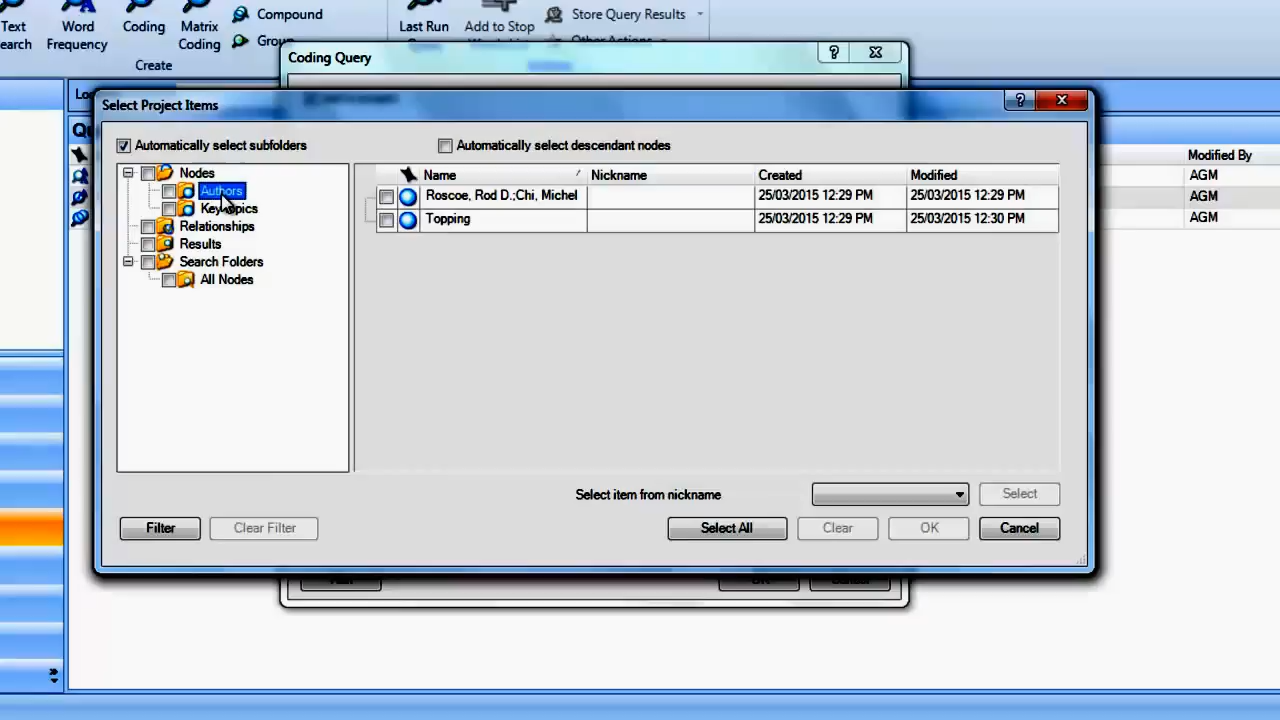 Text
Word
Coding
Matrix
Compound
Last Run
Add to Stop
Store Query Results
Frequency
Coding
Create
Coding Query
Select Project Items
Automatically select subfolders
Automatically select descendant nodes
Nodes
Authors
Key topics
Relationships
Results
Search Folders
All Nodes
Name Nickname Created Modified
Roscoe, Rod D.;Chi, Michel 25/03/2015 12:29 PM 25/03/2015 12:29 PM
Topping 25/03/2015 12:29 PM 25/03/2015 12:30 PM
Select item from nickname
Select
Filter
Clear Filter
Select All
Clear
OK
Cancel
Modified By
AGM
AGM
AGM